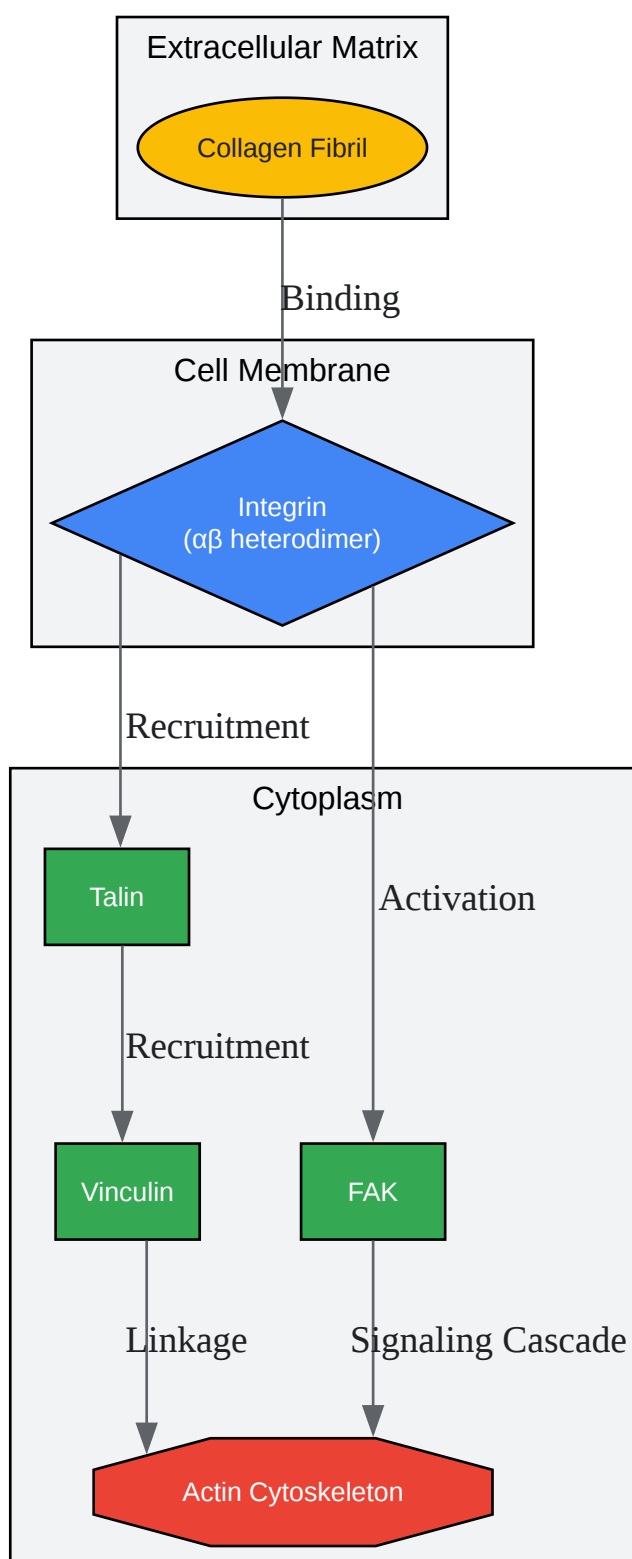 Extracellular Matrix
Collagen Fibril
Binding
Cell Membrane
Integrin
(αβ heterodimer)
Recruitment
Cytoplasm
Talin
Activation
Recruitment
Vinculin
FAK
Linkage
Signaling Cascade
Actin Cytoskeleton